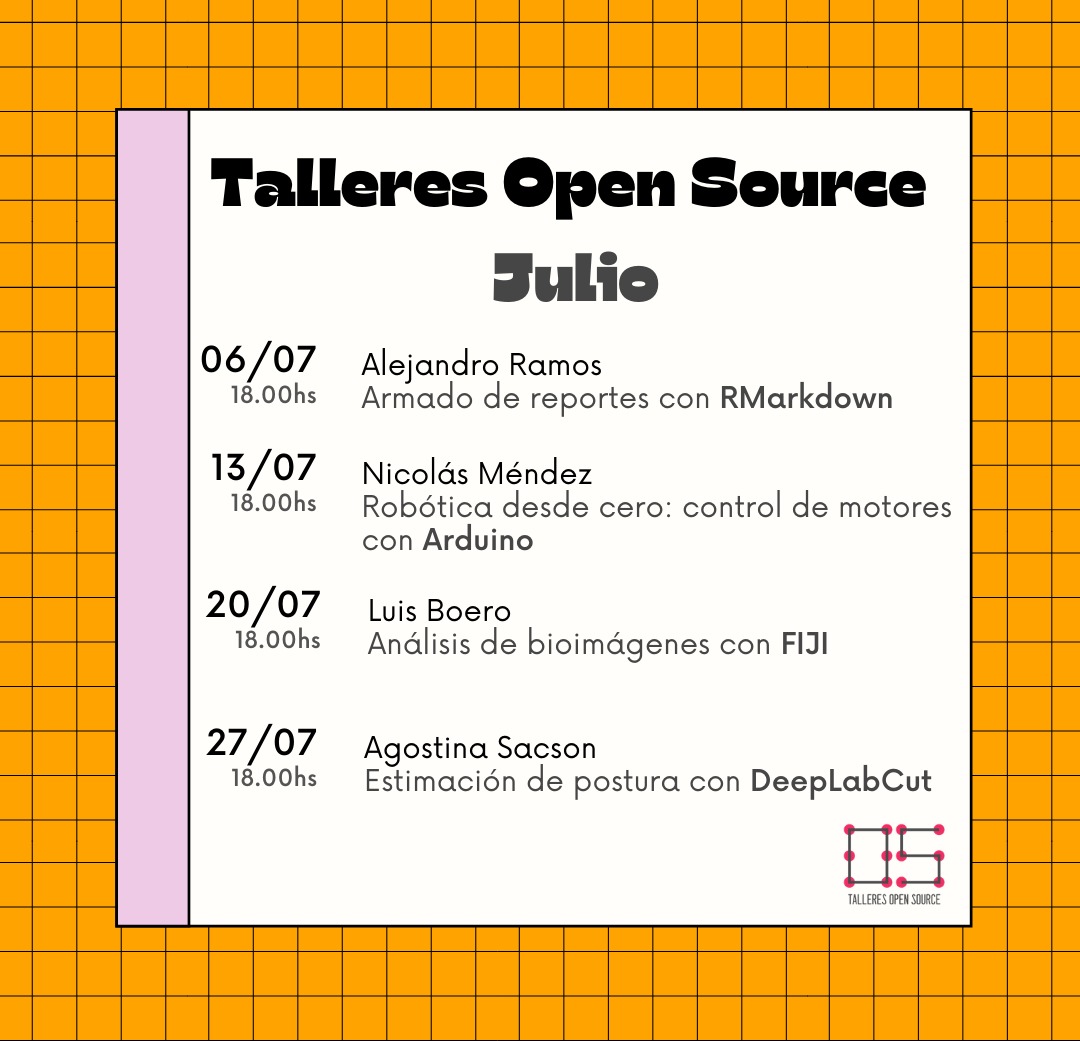 Talleres Open Source
Julio
06/07
18.00hs
Alejandro Ramos
Armado de reportes con RMarkdown
13/07
18.00hs
Nicolás Méndez
Robótica desde cero: control de motores
con Arduino
20/07
18.00hs
Luis Boero
Análisis de bioimágenes con FIJI
27/07
18.00hs
Agostina Sacson
Estimación de postura con DeepLabCut
OS
TALLERES OPEN SOURCE